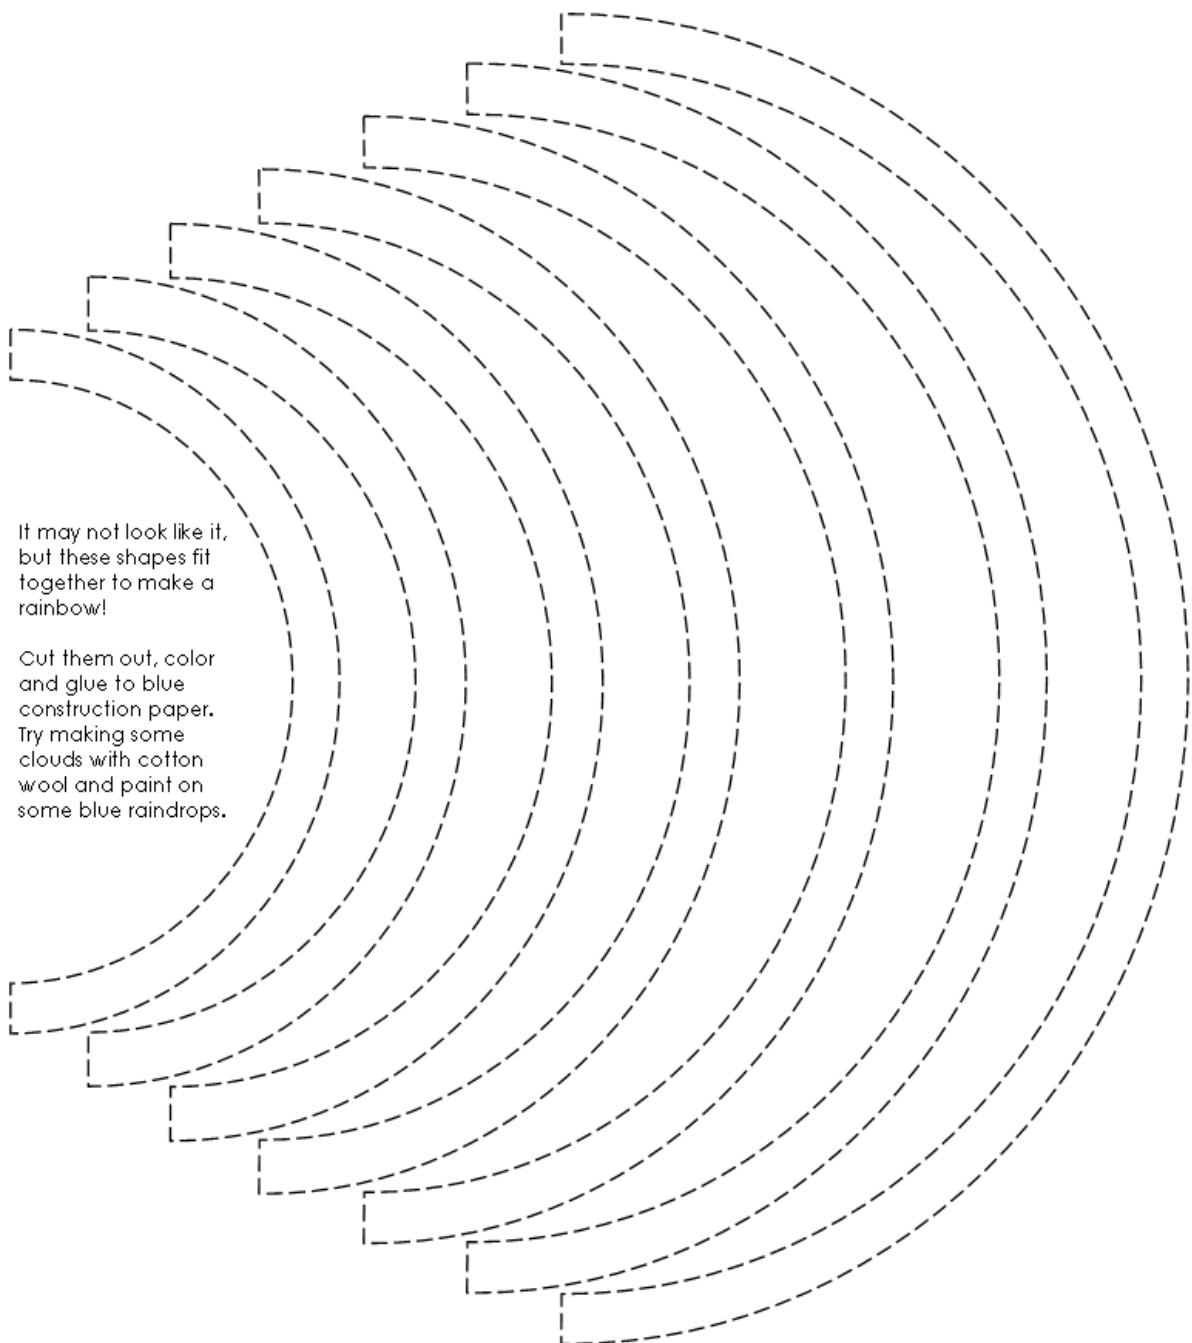 It may not look like it,
but these shapes fit
together to make a
rainbow!
Cut them out, color
and glue to blue
construction paper.
Try making some
clouds with cotton
wool and paint on
some blue raindrops.